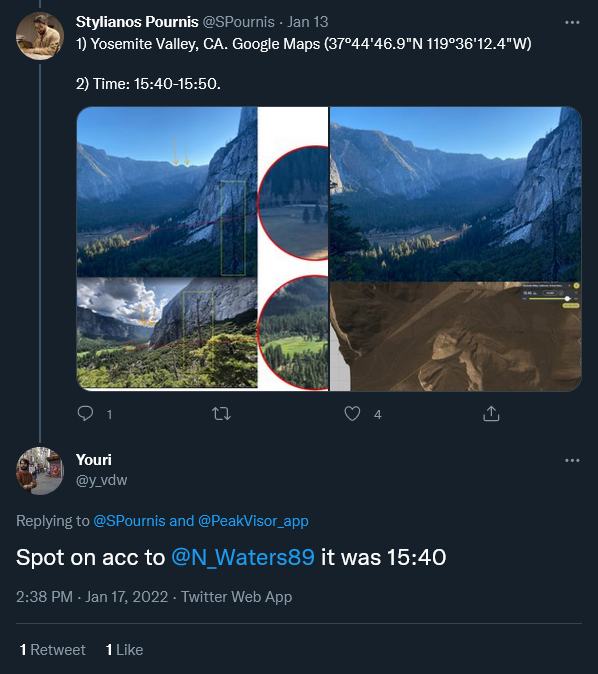 Stylianos Pournis @SPournis · Jan 13
1) Yosemite Valley, CA. Google Maps (37°44'46.9"N 119°36'12.4"W)
2) Time: 15:40-15:50.
1
4
Youri
@y_vdw
Replying to @SPournis and @PeakVisor_app
Spot on acc to @N_Waters89 it was 15:40
2:38 PM · Jan 17, 2022 · Twitter Web App
1 Retweet 1 Like